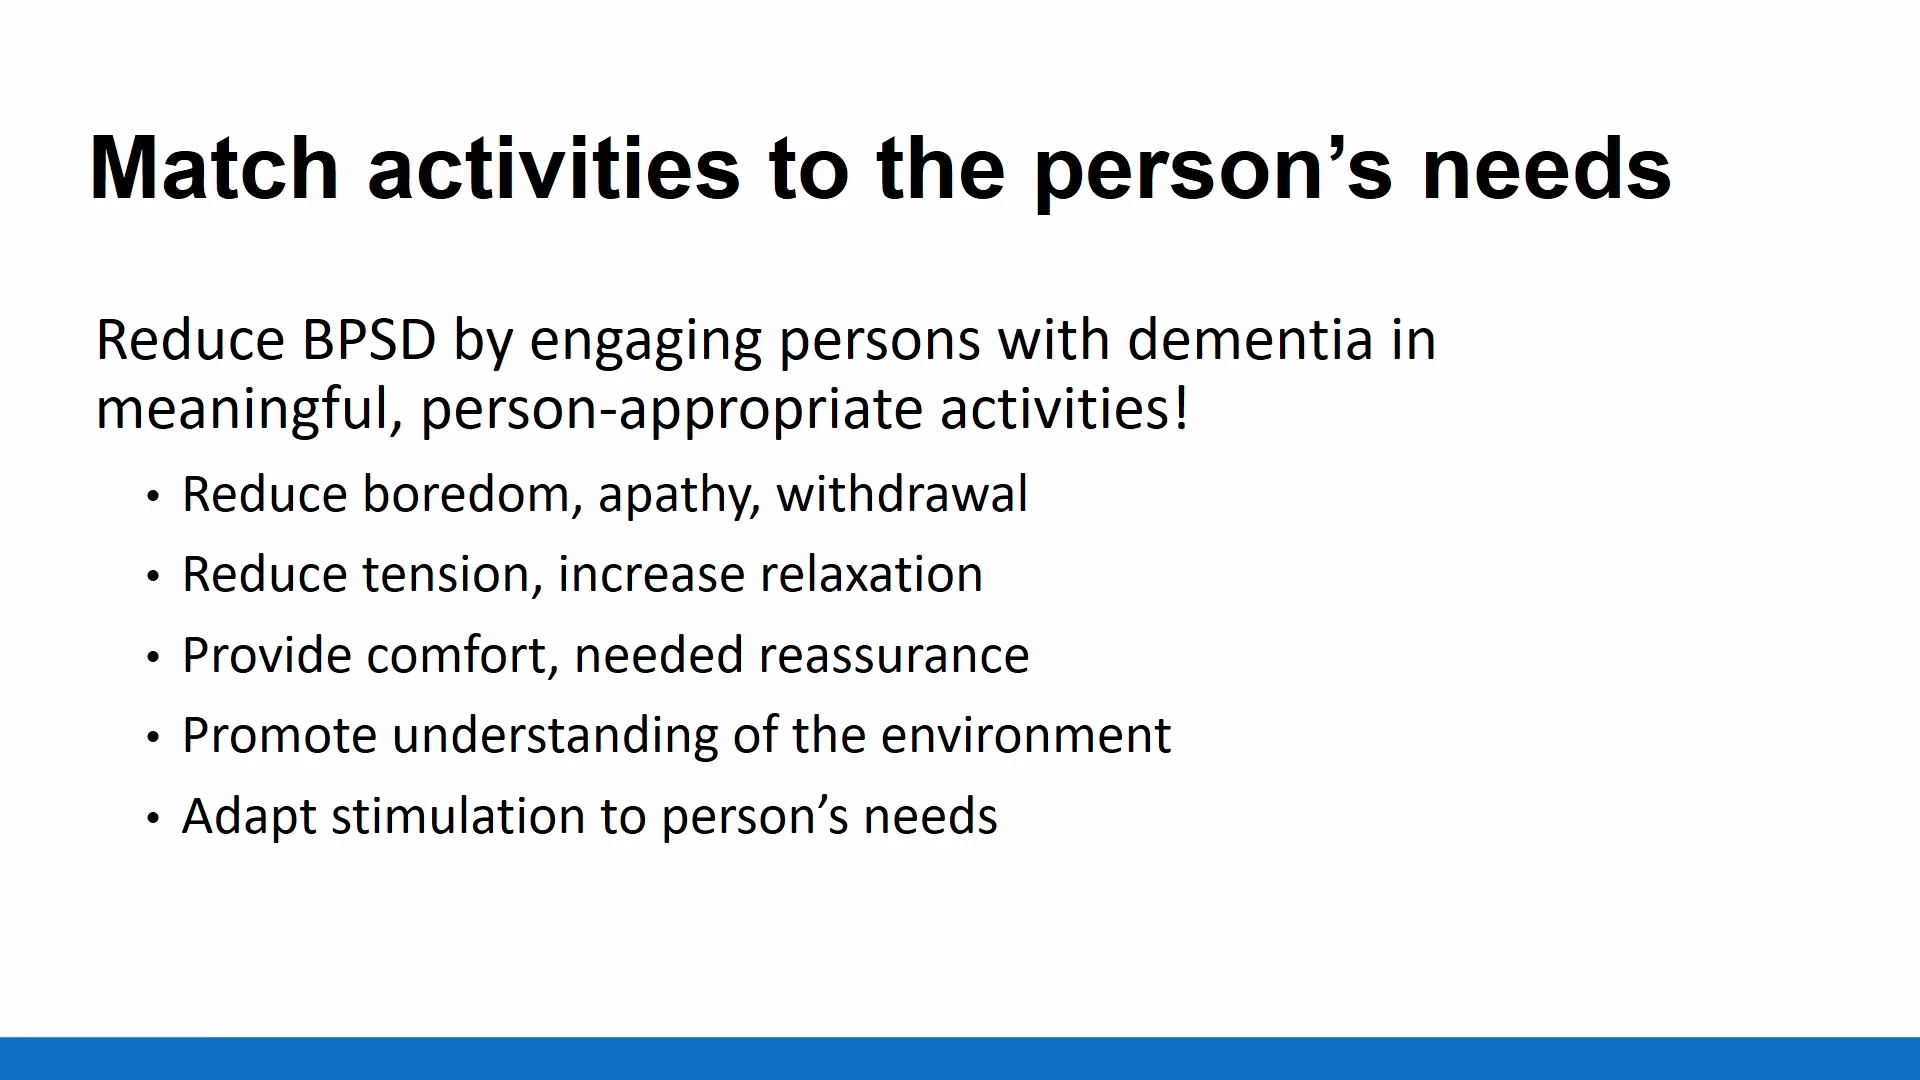 Match activities to the person’s needs
Reduce BPSD by engaging persons with dementia in
meaningful, person-appropriate activities!
• Reduce boredom, apathy, withdrawal
• Reduce tension, increase relaxation
• Provide comfort, needed reassurance
• Promote understanding of the environment
• Adapt stimulation to person’s needs